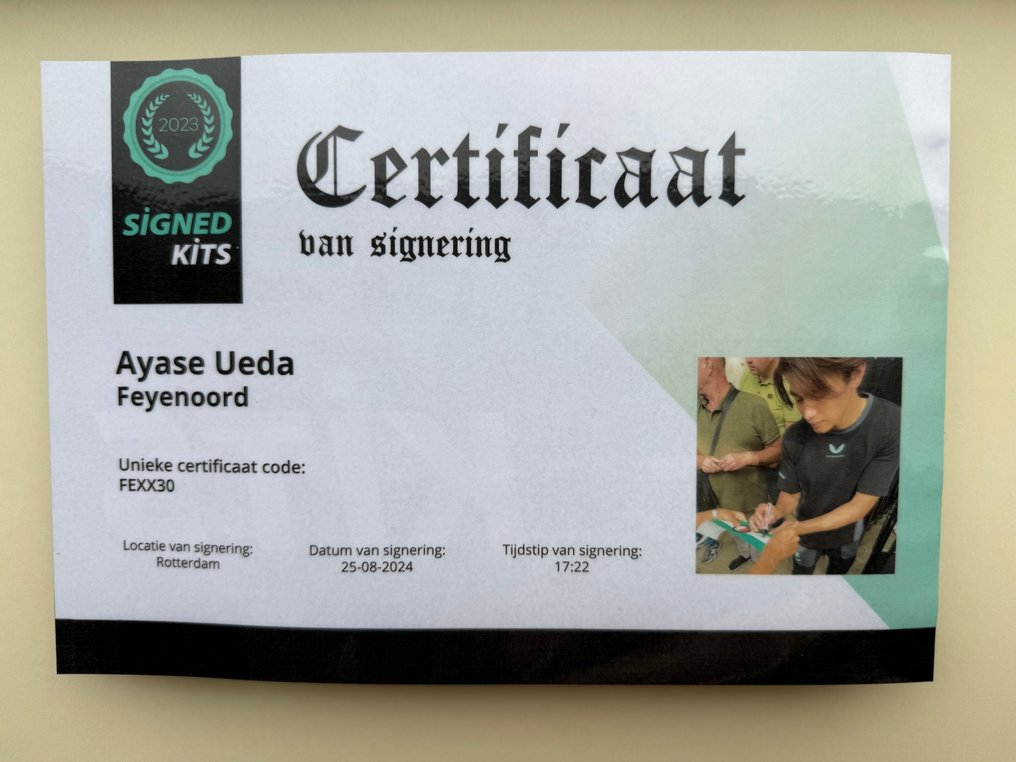 2023
SiGNED
KiTS
Certificaat
van signering
Ayase Ueda
Feyenoord
Unieke certificaat code:
FEXX30
Locatie van signering:
Rotterdam
Datum van signering:
25-08-2024
Tijdstip van signering:
17:22